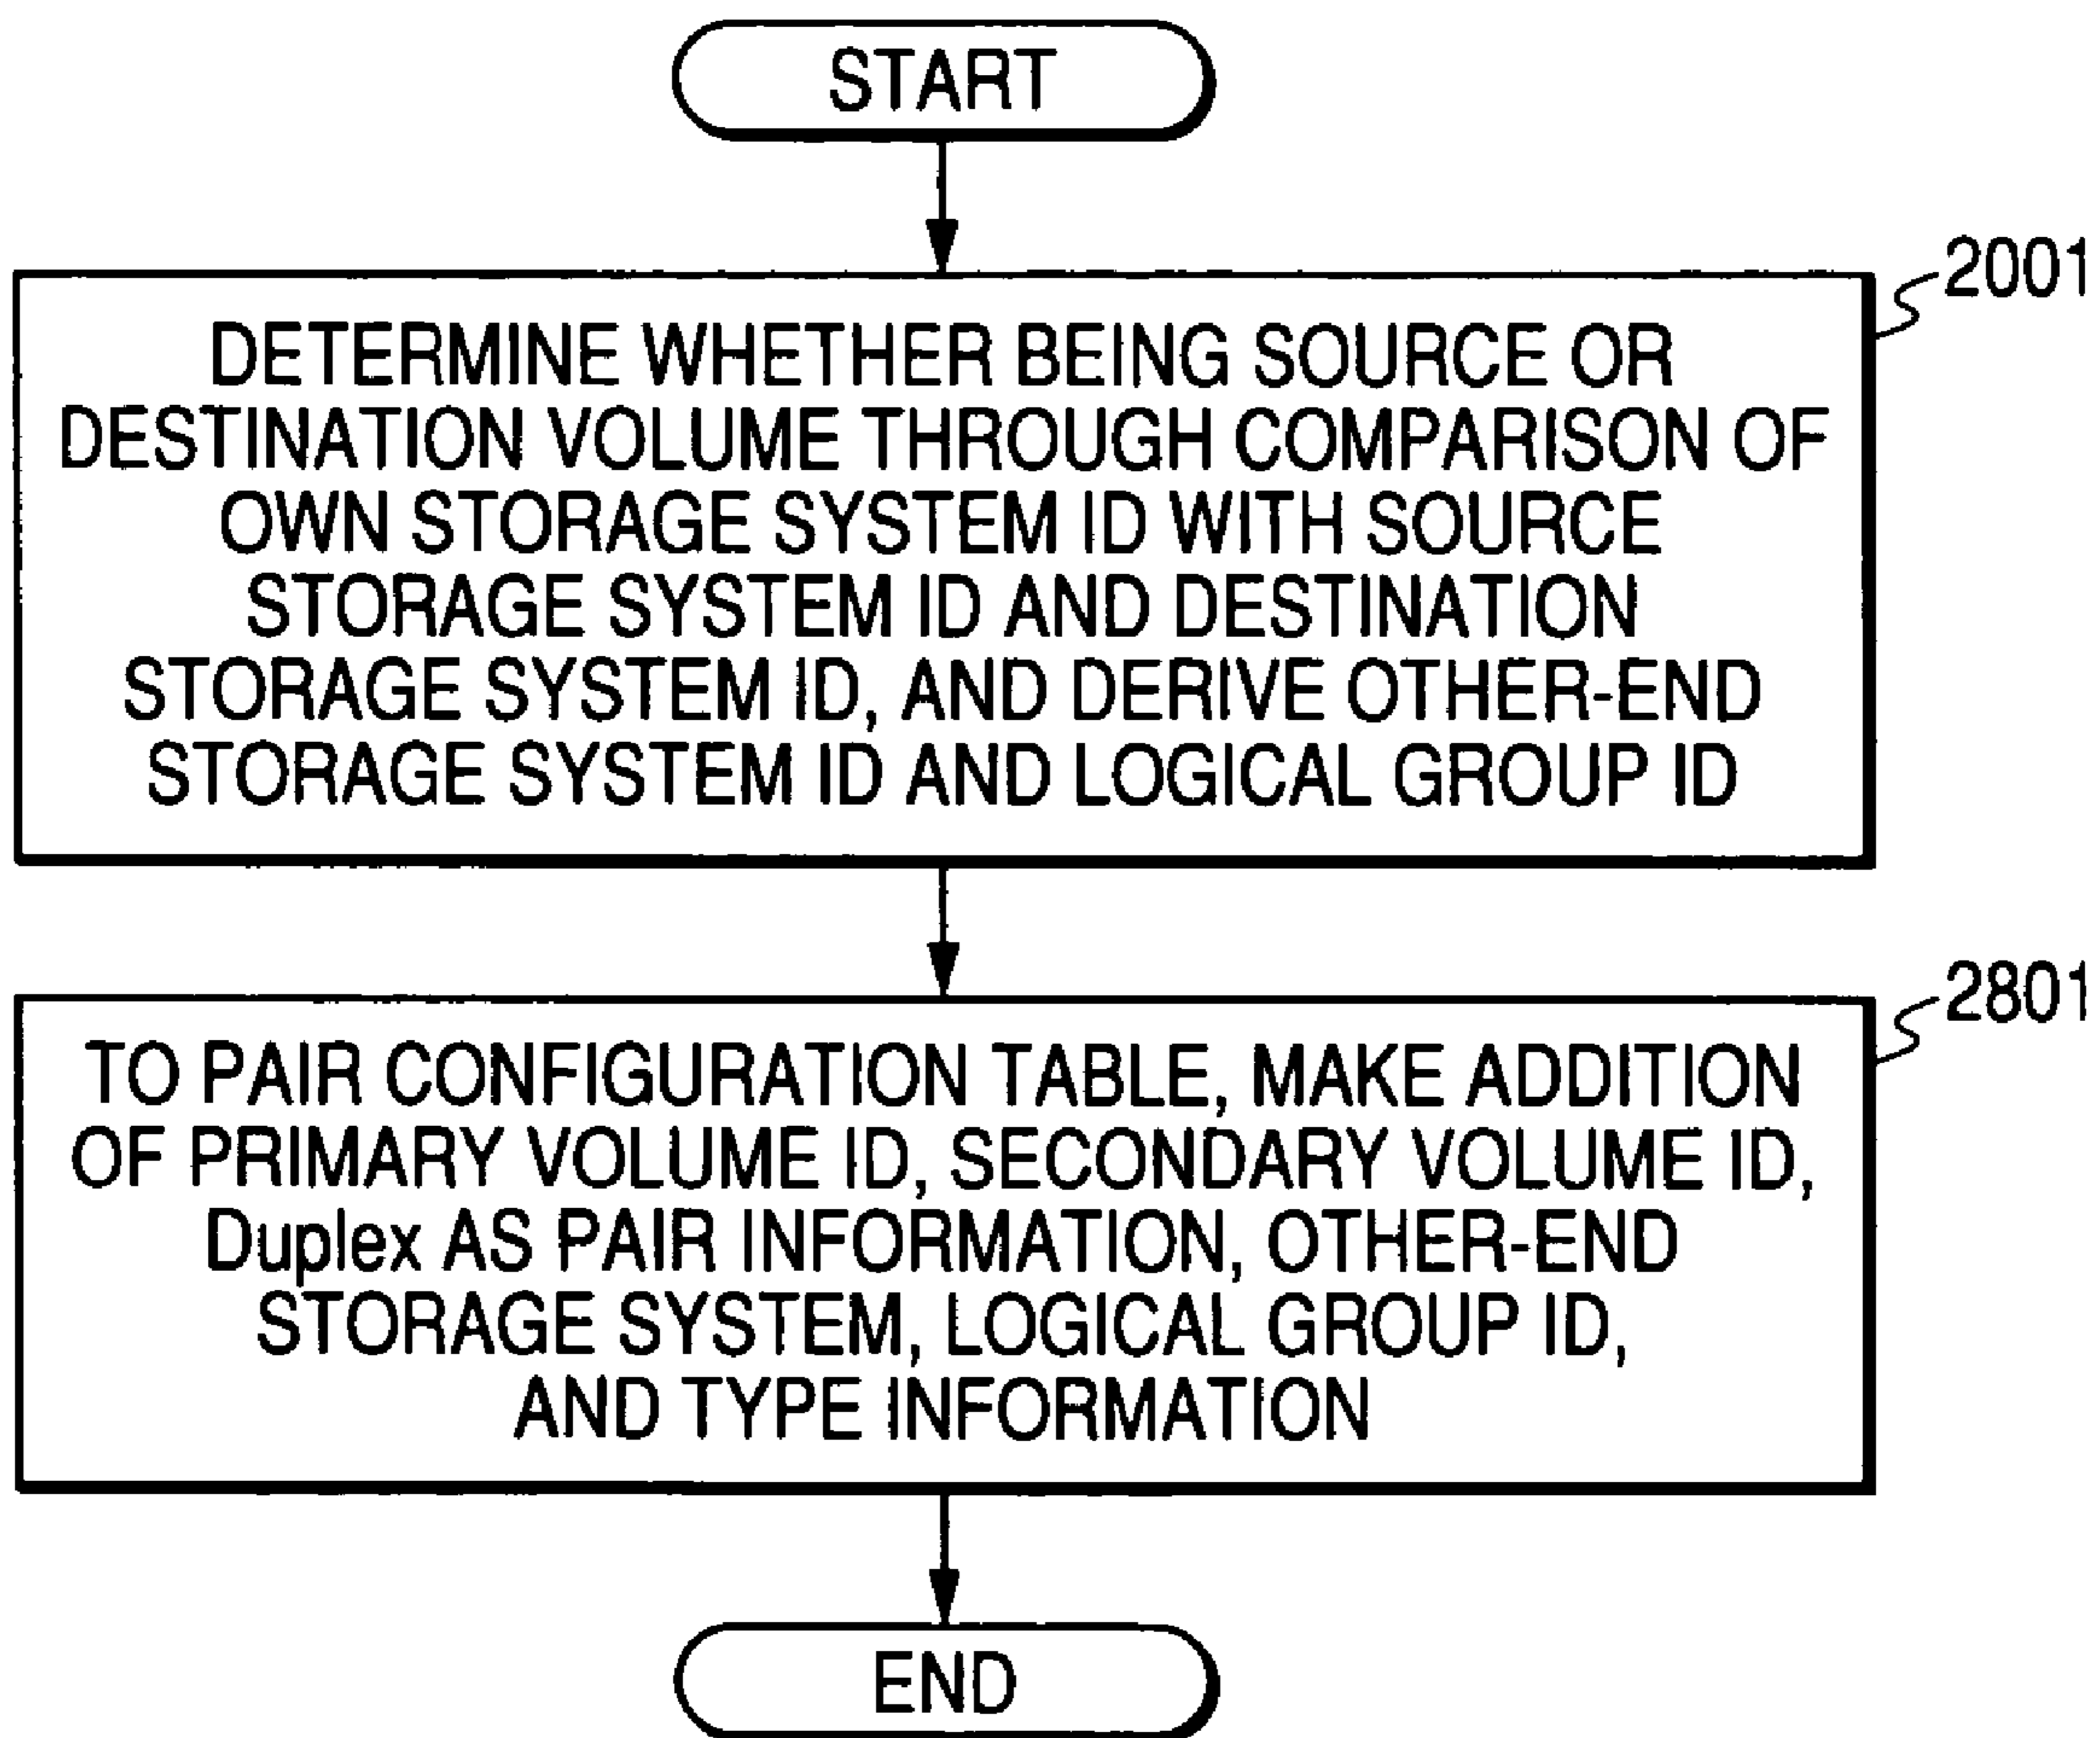 START
2001
DETERMINE WHETHER BEING SOURCE OR
DESTINATION VOLUME THROUGH COMPARISON OF
OWN STORAGE SYSTEM ID WITH SOURCE
STORAGE SYSTEM ID AND DESTINATION
STORAGE SYSTEM ID, AND DERIVE OTHER-END
STORAGE SYSTEM ID AND LOGICAL GROUP ID
2801
TO PAIR CONFIGURATION TABLE, MAKE ADDITION
OF PRIMARY VOLUME ID, SECONDARY VOLUME ID,
Duplex AS PAIR INFORMATION, OTHER-END
STORAGE SYSTEM, LOGICAL GROUP ID,
AND TYPE INFORMATION
END